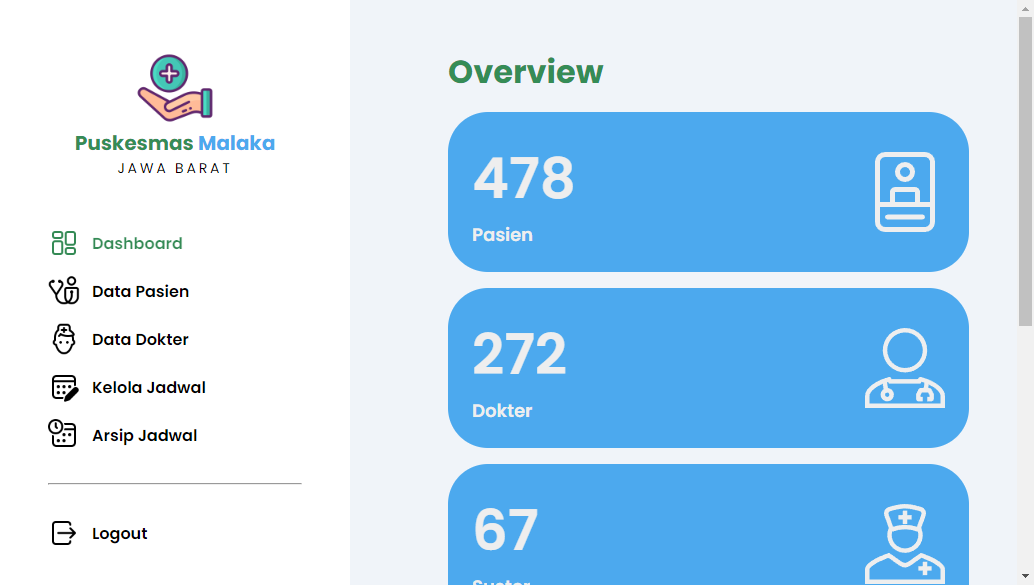 Puskesmas Malaka
JAWA BARAT
Dashboard
Data Pasien
Data Dokter
Kelola Jadwal
Arsip Jadwal
Logout
Overview
478
Pasien
272
Dokter
67
Suster